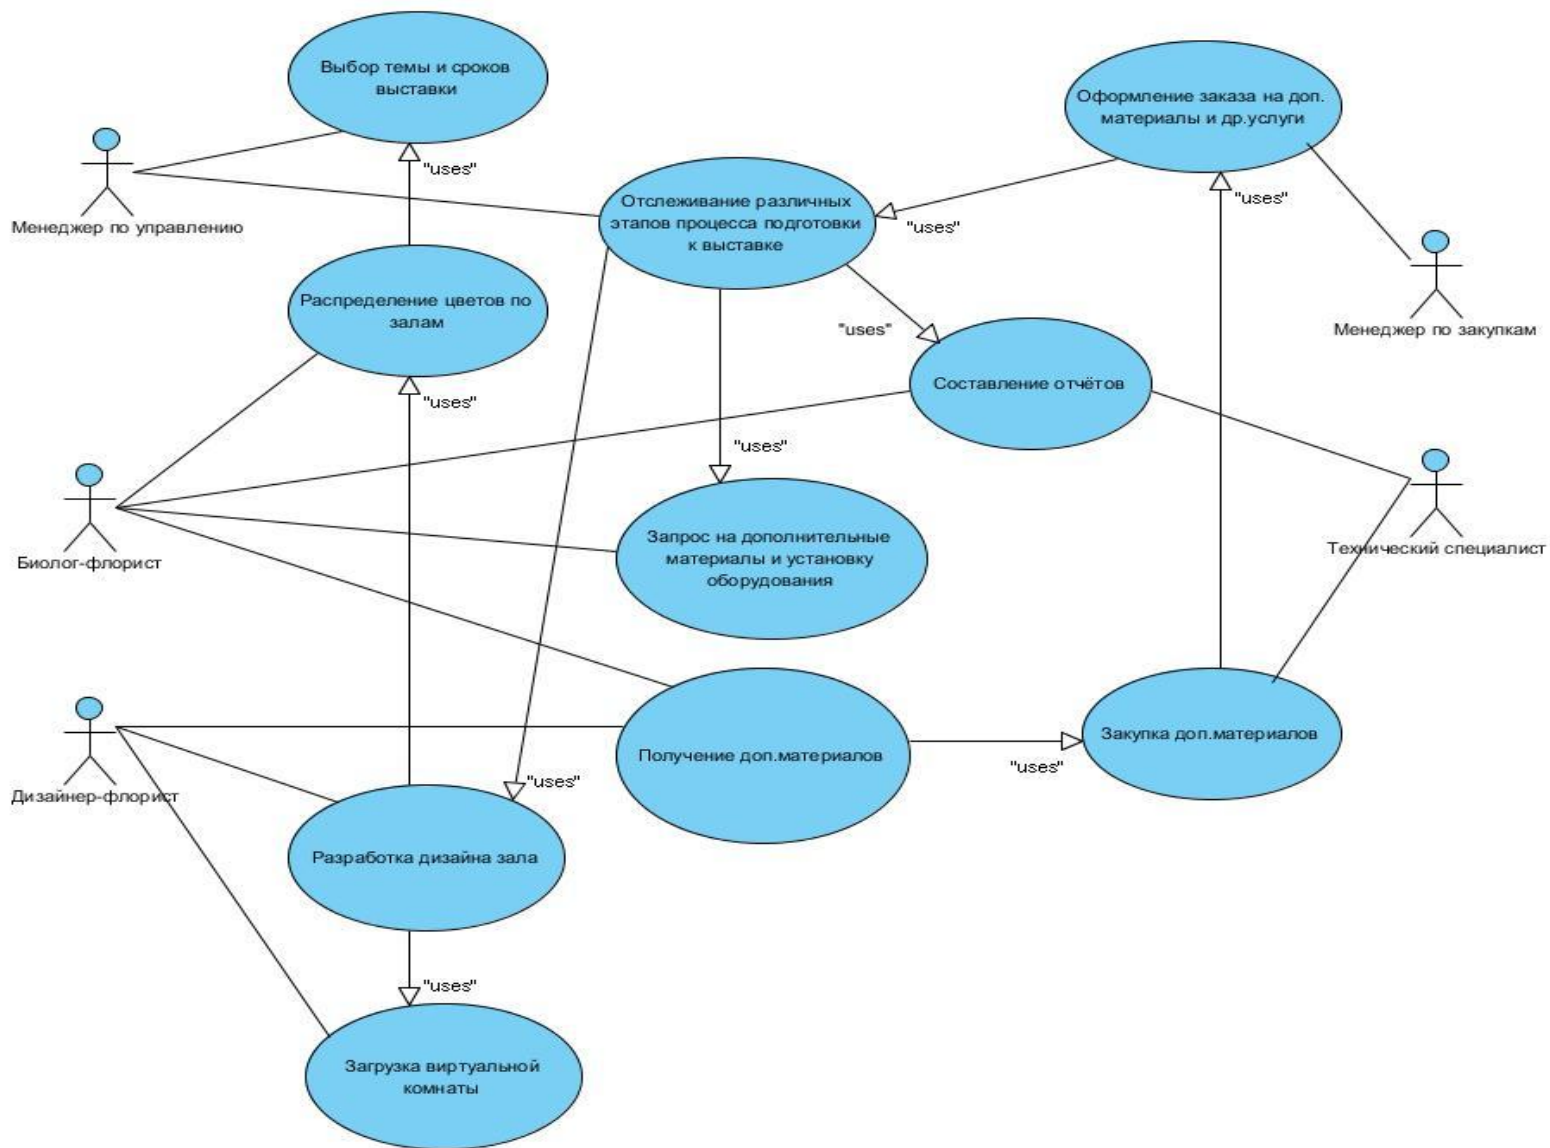 Выбор темы и сроков
выставки
Оформление заказа на доп.
материалы и др.услуги
"uses"
Менеджер по управлению
Отслеживание различных
этапов процесса подготовки
к выставке
"uses"
"uses"
Распределение цветов по
залам
"uses"
Менеджер по закупкам
Составление отчётов
"uses"
"uses"
Биолог-флорист
Запрос на дополнительные
материалы и установку
оборудования
Технический специалист
Дизайнер-флорист
Получение доп.материалов
Закупка доп.материалов
"uses"
"uses"
Разработка дизайна зала
"uses"
Загрузка виртуальной
комнаты